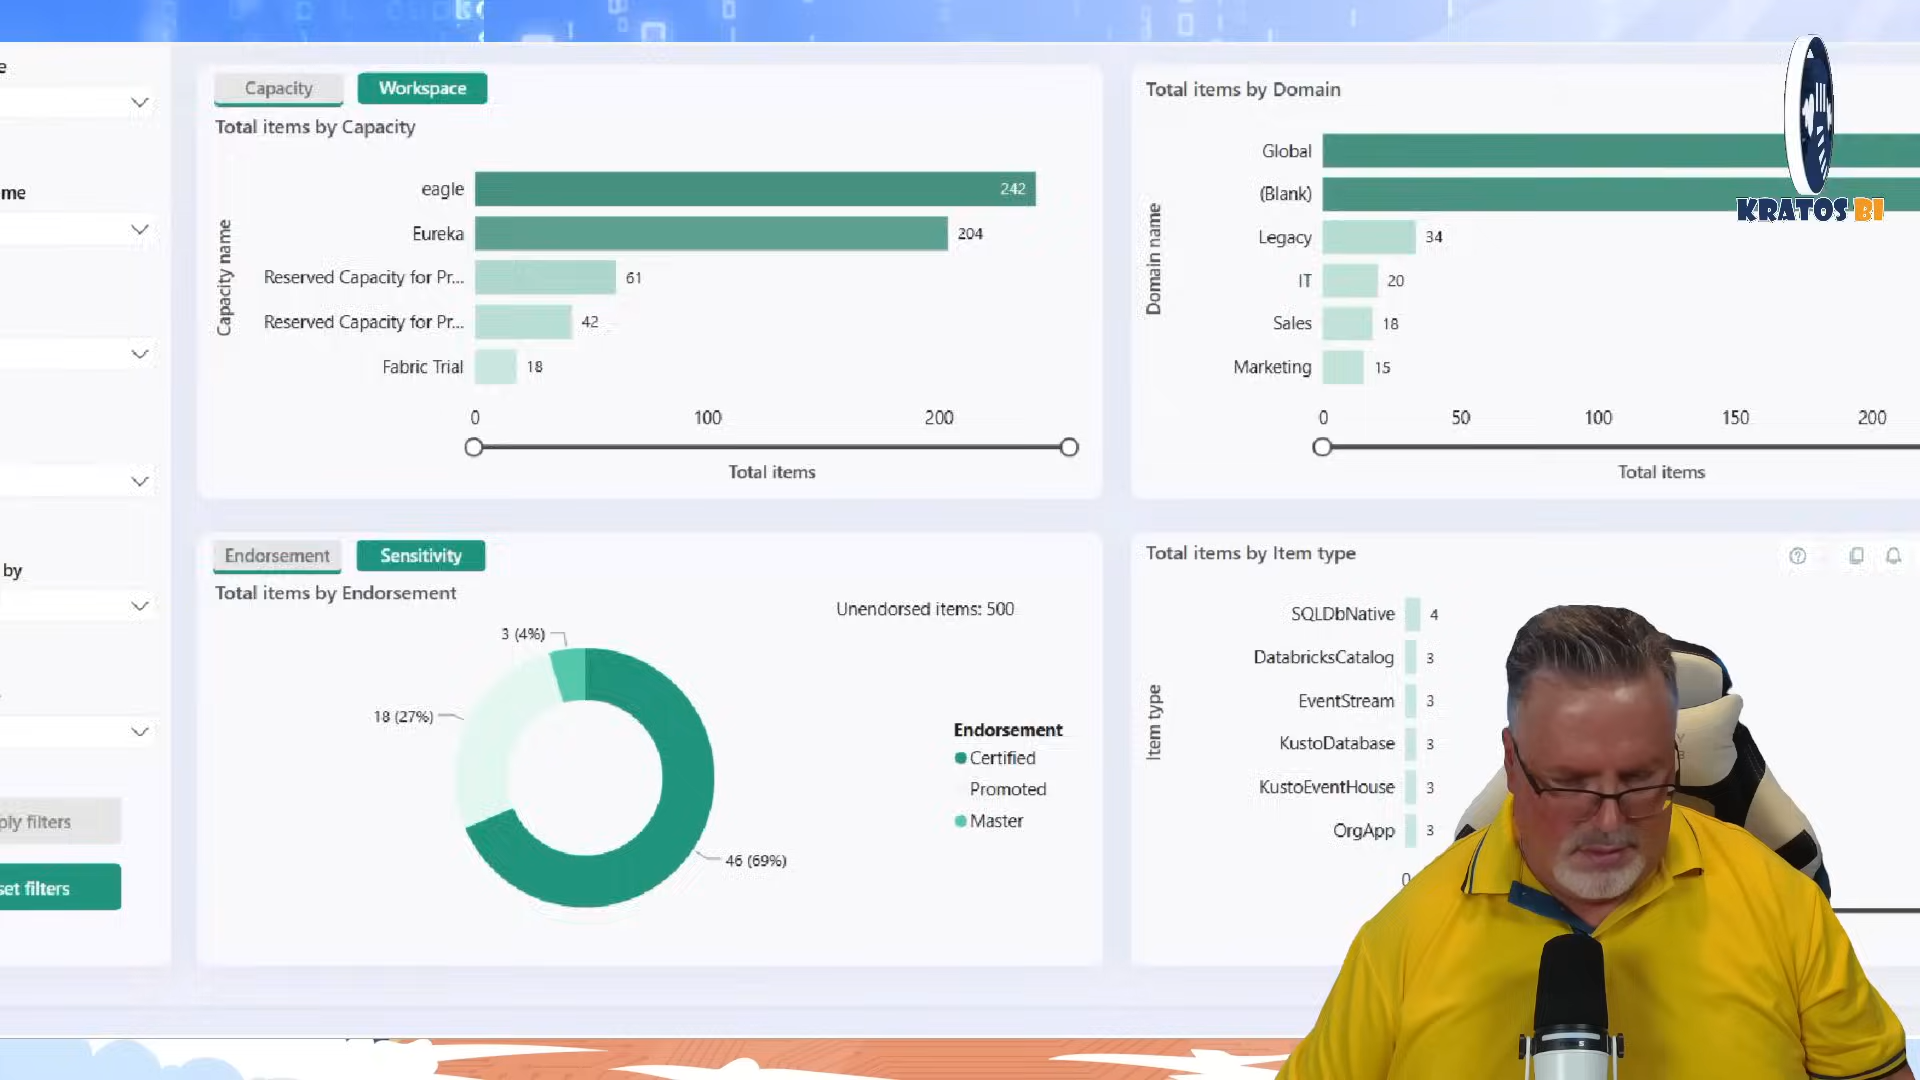 e
me
by
ply filters
set filters
Capacity
Workspace
Total items by Capacity
Capacity name
eagle
242
Eureka
204
Reserved Capacity for Pr...
61
Reserved Capacity for Pr...
42
Fabric Trial
18
0
100
200
Total items
Total items by Domain
Domain name
Global
(Blank)
Legacy
34
IT
20
Sales
18
Marketing
15
0
50
100
150
200
Total items
KRATOS BI
Endorsement
Sensitivity
Total items by Endorsement
Unendorsed items: 500
3 (4%)
18 (27%)
46 (69%)
Endorsement
Certified
Promoted
Master
Total items by Item type
Item type
SQLDbNative
4
DatabricksCatalog
3
EventStream
3
KustoDatabase
3
KustoEventHouse
3
OrgApp
3
0